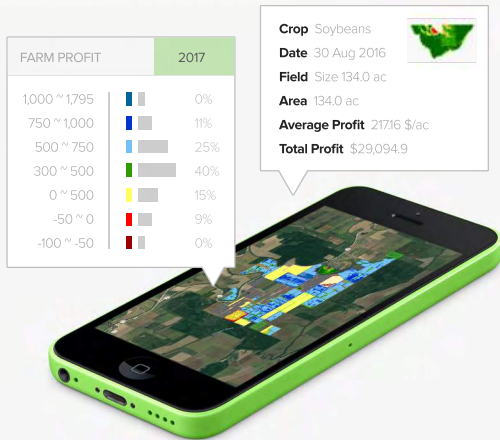 FARM PROFIT 2017
1,000 ~ 1,795 0%
750 ~ 1,000 11%
500 ~ 750 25%
300 ~ 500 40%
0 ~ 500 15%
-50 ~ 0 9%
-100 ~ -50 0%
Crop Soybeans
Date 30 Aug 2016
Field Size 134.0 ac
Area 134.0 ac
Average Profit 217.16 $/ac
Total Profit $29,094.9